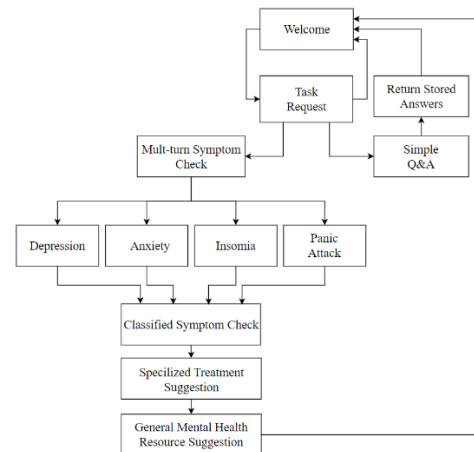 Welcome
Task
Request
Return Stored
Answers
Mult-turn Symptom
Check
Simple
Q&A
Depression
Anxiety
Insomia
Panic
Attack
Classified Symptom Check
Specilized Treatment
Suggestion
General Mental Health
Resource Suggestion